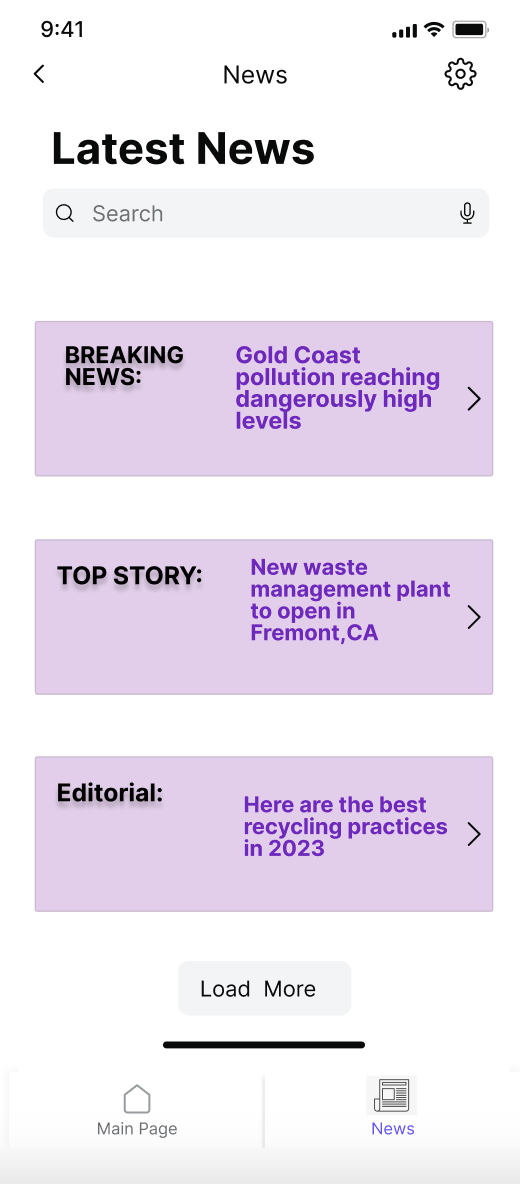 9:41
News
Latest News
Search
BREAKING
NEWS:
Gold Coast
pollution reaching
dangerously high
levels
TOP STORY:
New waste
management plant
to open in
Fremont,CA
Editorial:
Here are the best
recycling practices
in 2023
Load More
Main Page
News